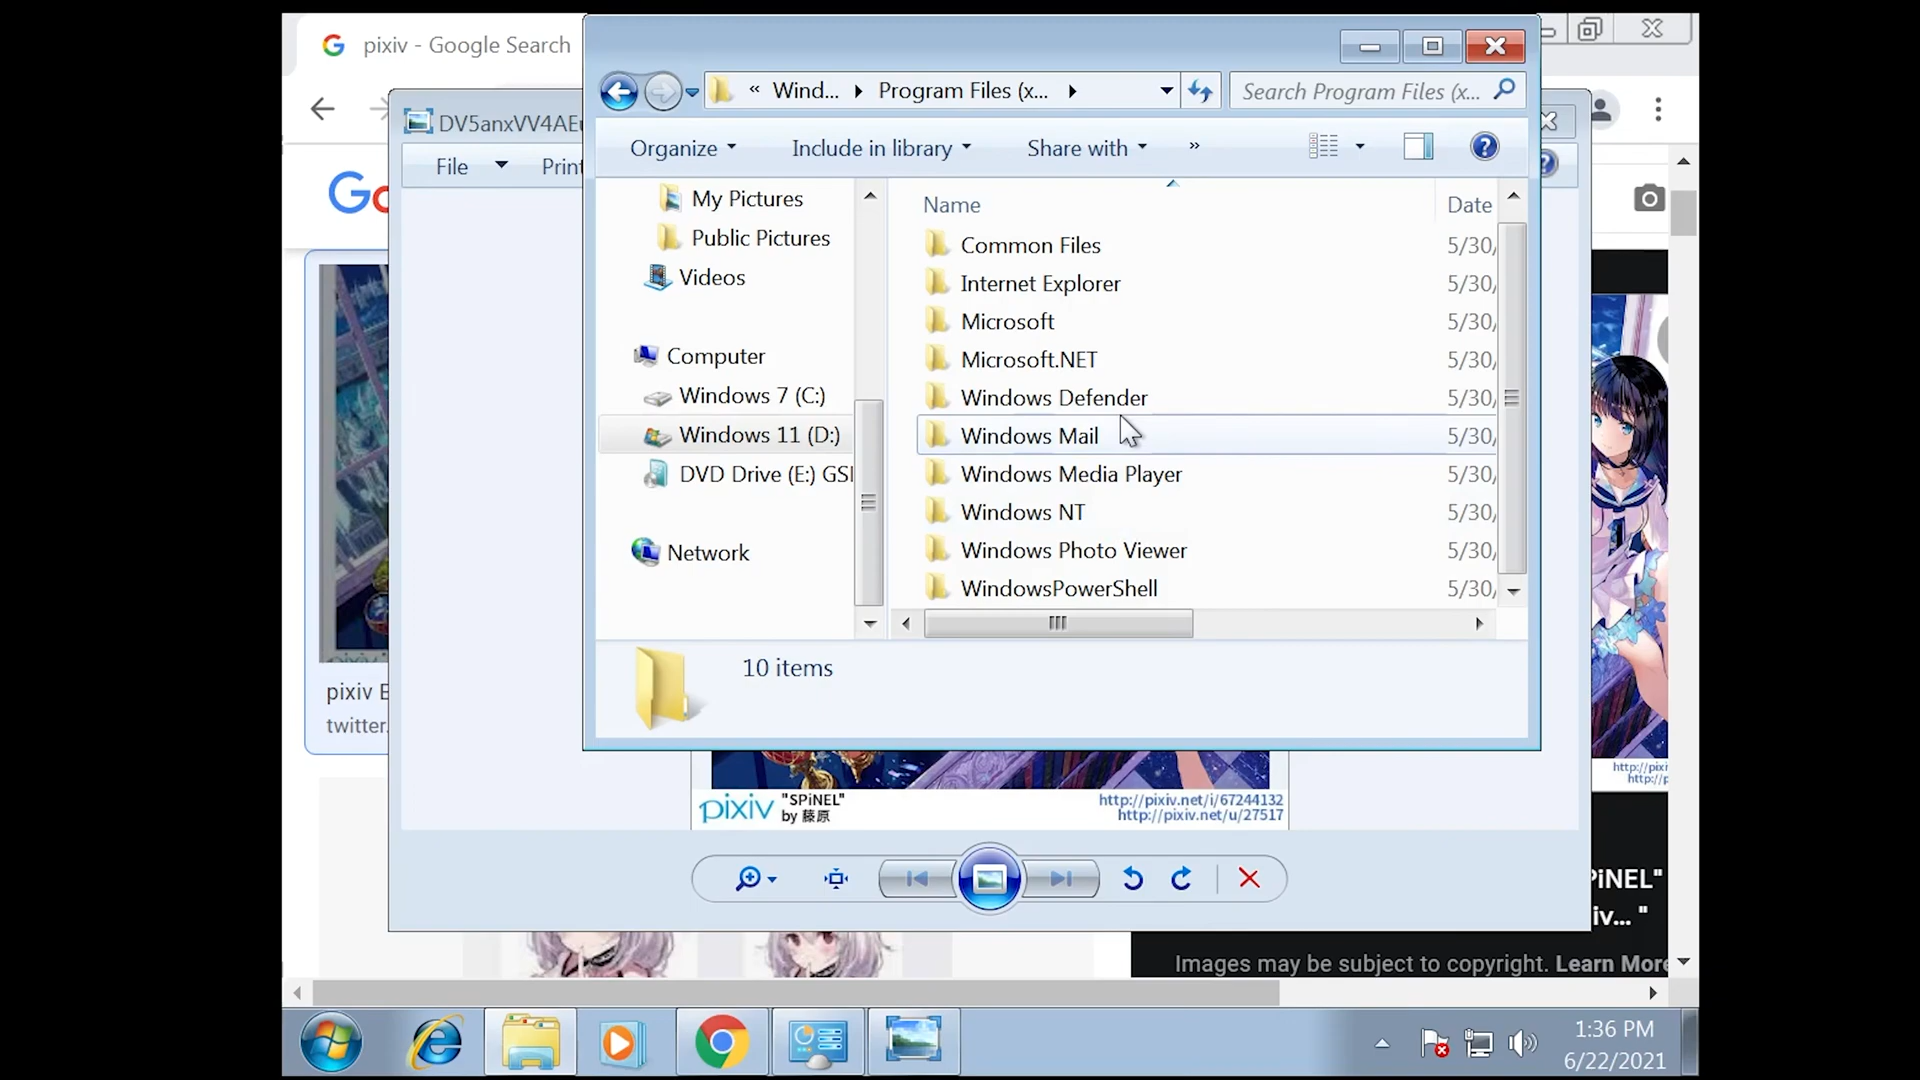 pixiv - Google Search
DV5anxVV4AE
File
Print
« Wind... Program Files (x...
Search Program Files (x...
Organize
Include in library
Share with
»
My Pictures
Public Pictures
Videos
Computer
Windows 7 (C:)
Windows 11 (D:)
DVD Drive (E:) GS
Network
Name
Date
Common Files
5/30/
Internet Explorer
5/30/
Microsoft
5/30/
Microsoft.NET
5/30/
Windows Defender
5/30/
Windows Mail
5/30/
Windows Media Player
5/30/
Windows NT
5/30/
Windows Photo Viewer
5/30/
WindowsPowerShell
5/30/
10 items
Go
pixiv
twitter.
pixiv
"SPiNEL"
by 藤原
http://pixiv.net/i/67244132
http://pixiv.net/u/27517
http://pixi
http://p
PiNEL"
iv... "
Images may be subject to copyright. Learn More
1:36 PM
6/22/2021